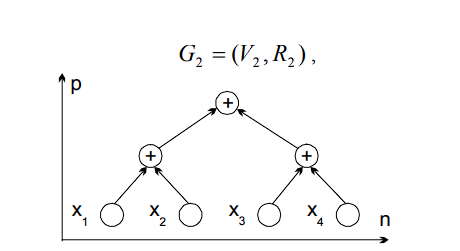 G₂ = (V₂, R₂),
p
+
+ +
x₁ x₂ x₃ x₄ n